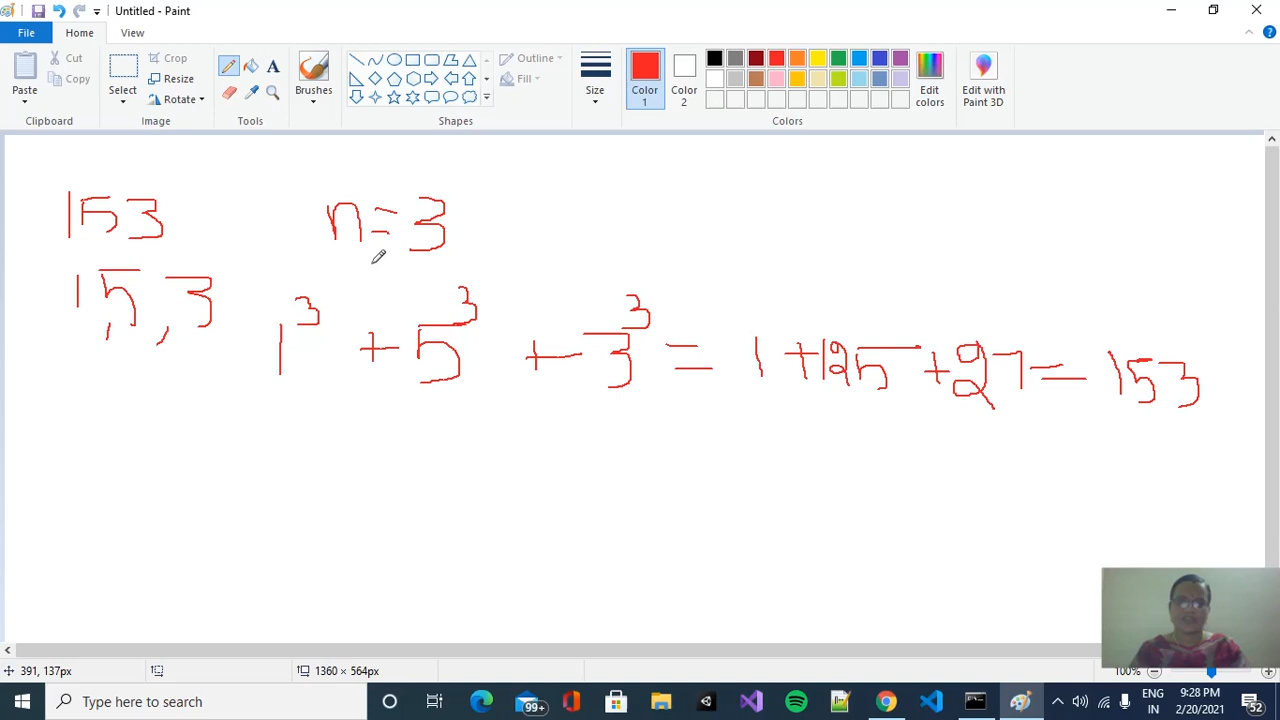 Untitled - Paint
File Home View
Paste
Cut
Copy
Clipboard
Select
Crop
Resize
Rotate
Image
A
Tools
Brushes
Outline
Fill
Shapes
Size
Color 1
Color 2
Edit colors
Colors
Edit with Paint 3D
153 n=3
1,5,3
1³ + 5³ + 3³ = 1 + 125 + 27 = 153
391, 137px
1360 × 564px
100%
Type here to search
99+
ENG
IN
9:28 PM
2/20/2021
52